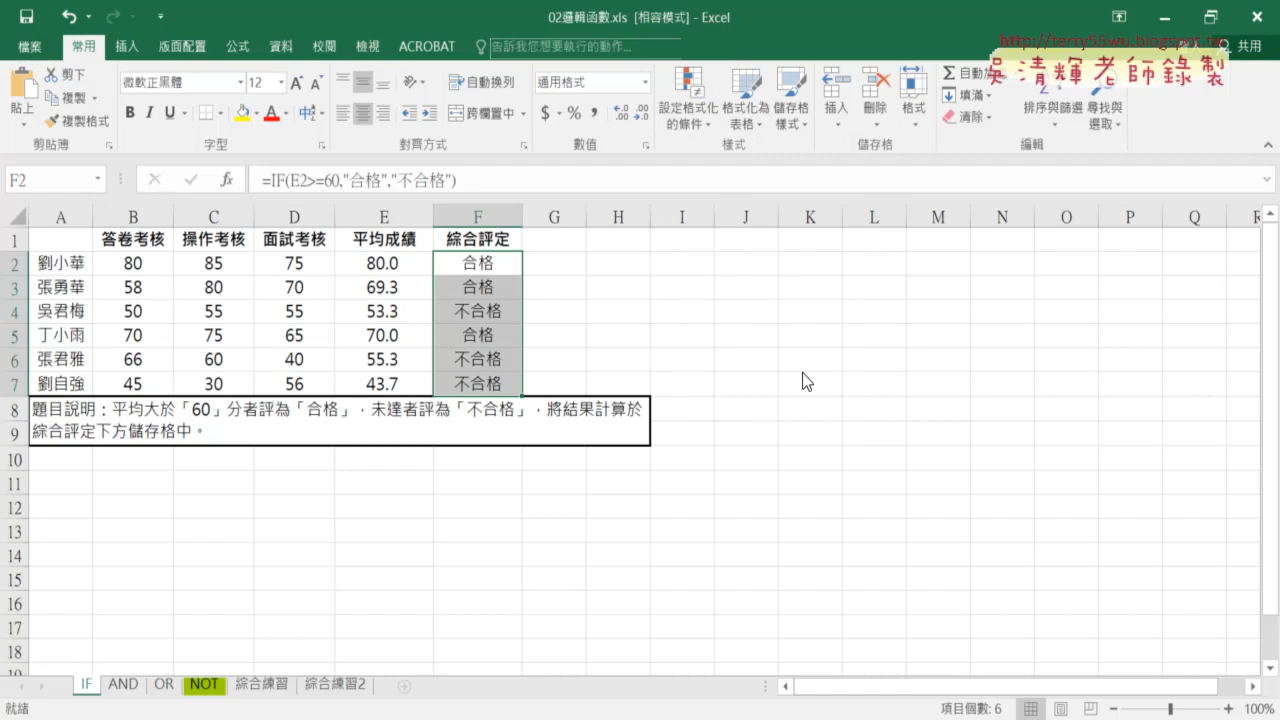 02邏輯函數.xls [相容模式] - Excel
http://terry55wu.blogspot.tw
吳清輝老師錄製
檔案 常用 插入 版面配置 公式 資料 校閱 檢視 ACROBAT 告訴我您想要執行的動作... 共用
剪下 微軟正黑體 12 自動換列 通用格式
貼上 複製 跨欄置中 設定格式化的條件 格式化為表格 儲存格樣式 插入 刪除 格式 填滿 排序與篩選 尋找與選取
複製格式 清除
剪貼簿 字型 對齊方式 數值 樣式 儲存格 編輯
F2 fx =IF(E2>=60,"合格","不合格")
A B C D E F G H I J K L M N O P Q R
1 答卷考核 操作考核 面試考核 平均成績 綜合評定
2 劉小華 80 85 75 80.0 合格
3 張勇華 58 80 70 69.3 合格
4 吳君梅 50 55 55 53.3 不合格
5 丁小雨 70 75 65 70.0 合格
6 張君雅 66 60 40 55.3 不合格
7 劉自強 45 30 56 43.7 不合格
8 題目說明：平均大於「60」分者評為「合格」，未達者評為「不合格」，將結果計算於
9 綜合評定下方儲存格中。
10
11
12
13
14
15
16
17
18
IF AND OR NOT 綜合練習 綜合練習2
就緒 項目個數: 6 100%